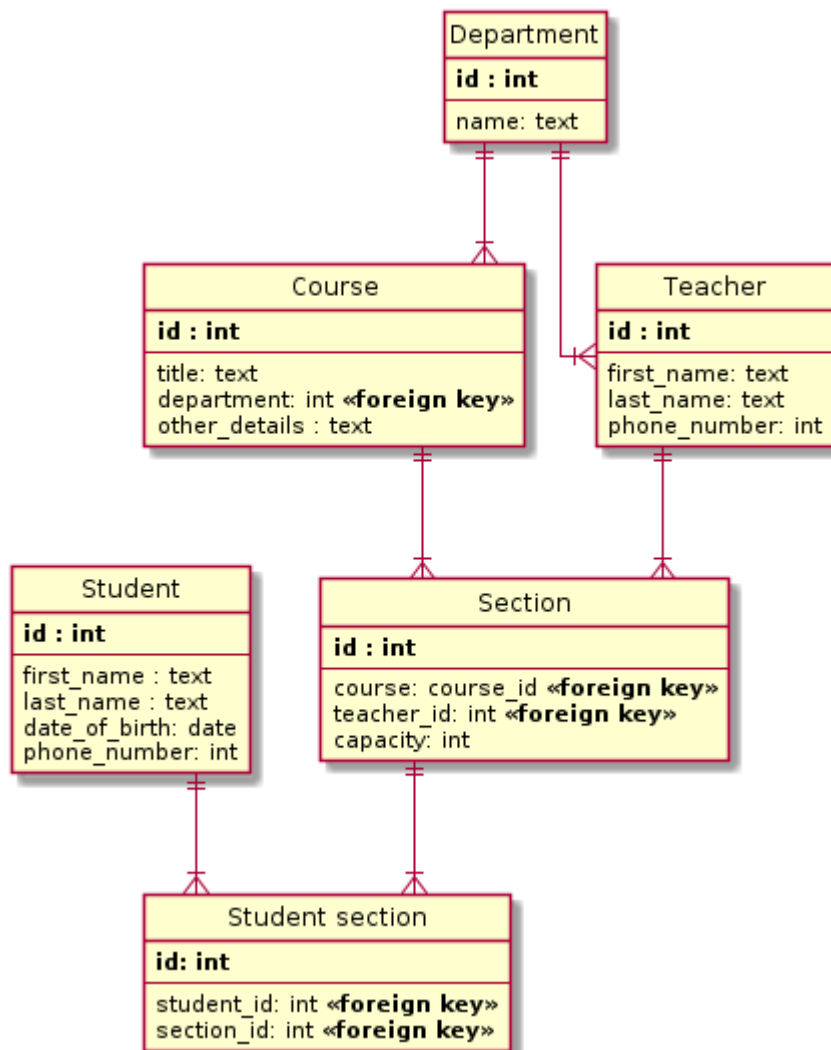 Department
id : int
name: text
Course
id : int
title: text
department: int «foreign key»
other_details : text
Teacher
id : int
first_name: text
last_name: text
phone_number: int
Student
id : int
first_name : text
last_name : text
date_of_birth: date
phone_number: int
Section
id : int
course: course_id «foreign key»
teacher_id: int «foreign key»
capacity: int
Student section
id: int
student_id: int «foreign key»
section_id: int «foreign key»